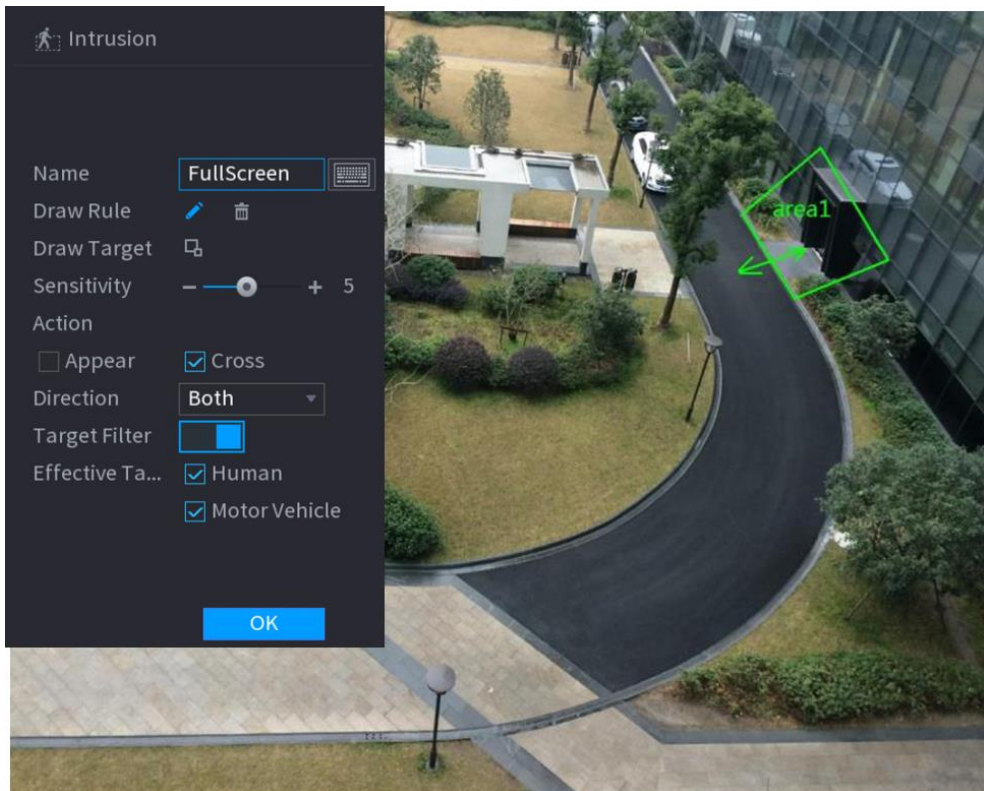 Intrusion
Name FullScreen
Draw Rule
Draw Target
Sensitivity - + 5
Action
Appear Cross
Direction Both
Target Filter
Effective Ta... Human
Motor Vehicle
OK
area1